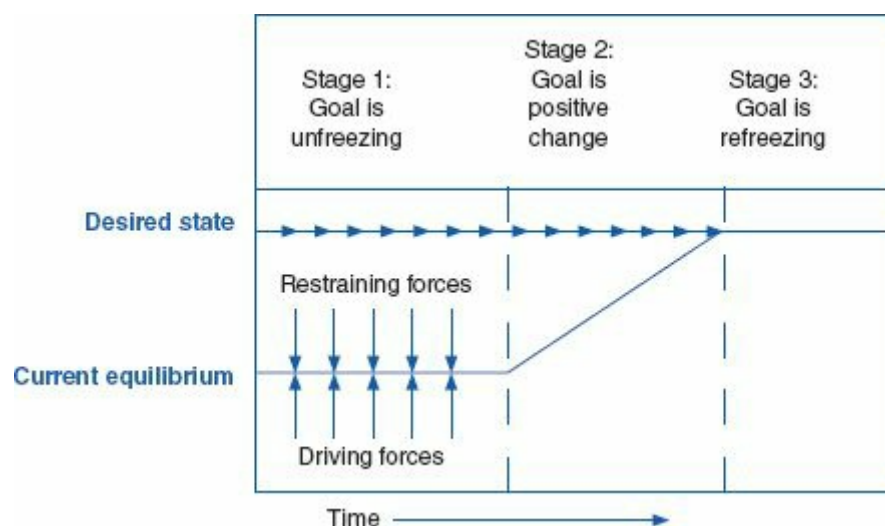 Stage 1:
Goal is
unfreezing
Stage 2:
Goal is
positive
change
Stage 3:
Goal is
refreezing
Desired state
Restraining forces
Current equilibrium
Driving forces
Time